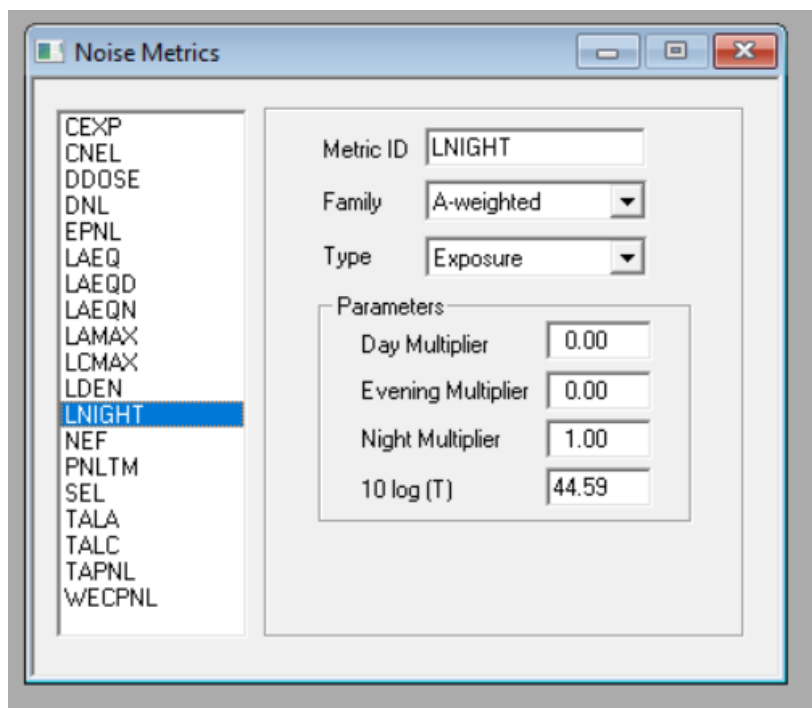 Noise Metrics
CEXP
CNEL
DDOSE
DNL
EPNL
LAEQ
LAEQD
LAEQN
LAMAX
LCMAX
LDEN
LNIGHT
NEF
PNLTM
SEL
TALA
TALC
TAPNL
WECPNL
Metric ID LNIGHT
Family A-weighted
Type Exposure
Parameters
Day Multiplier 0.00
Evening Multiplier 0.00
Night Multiplier 1.00
10 log (T) 44.59